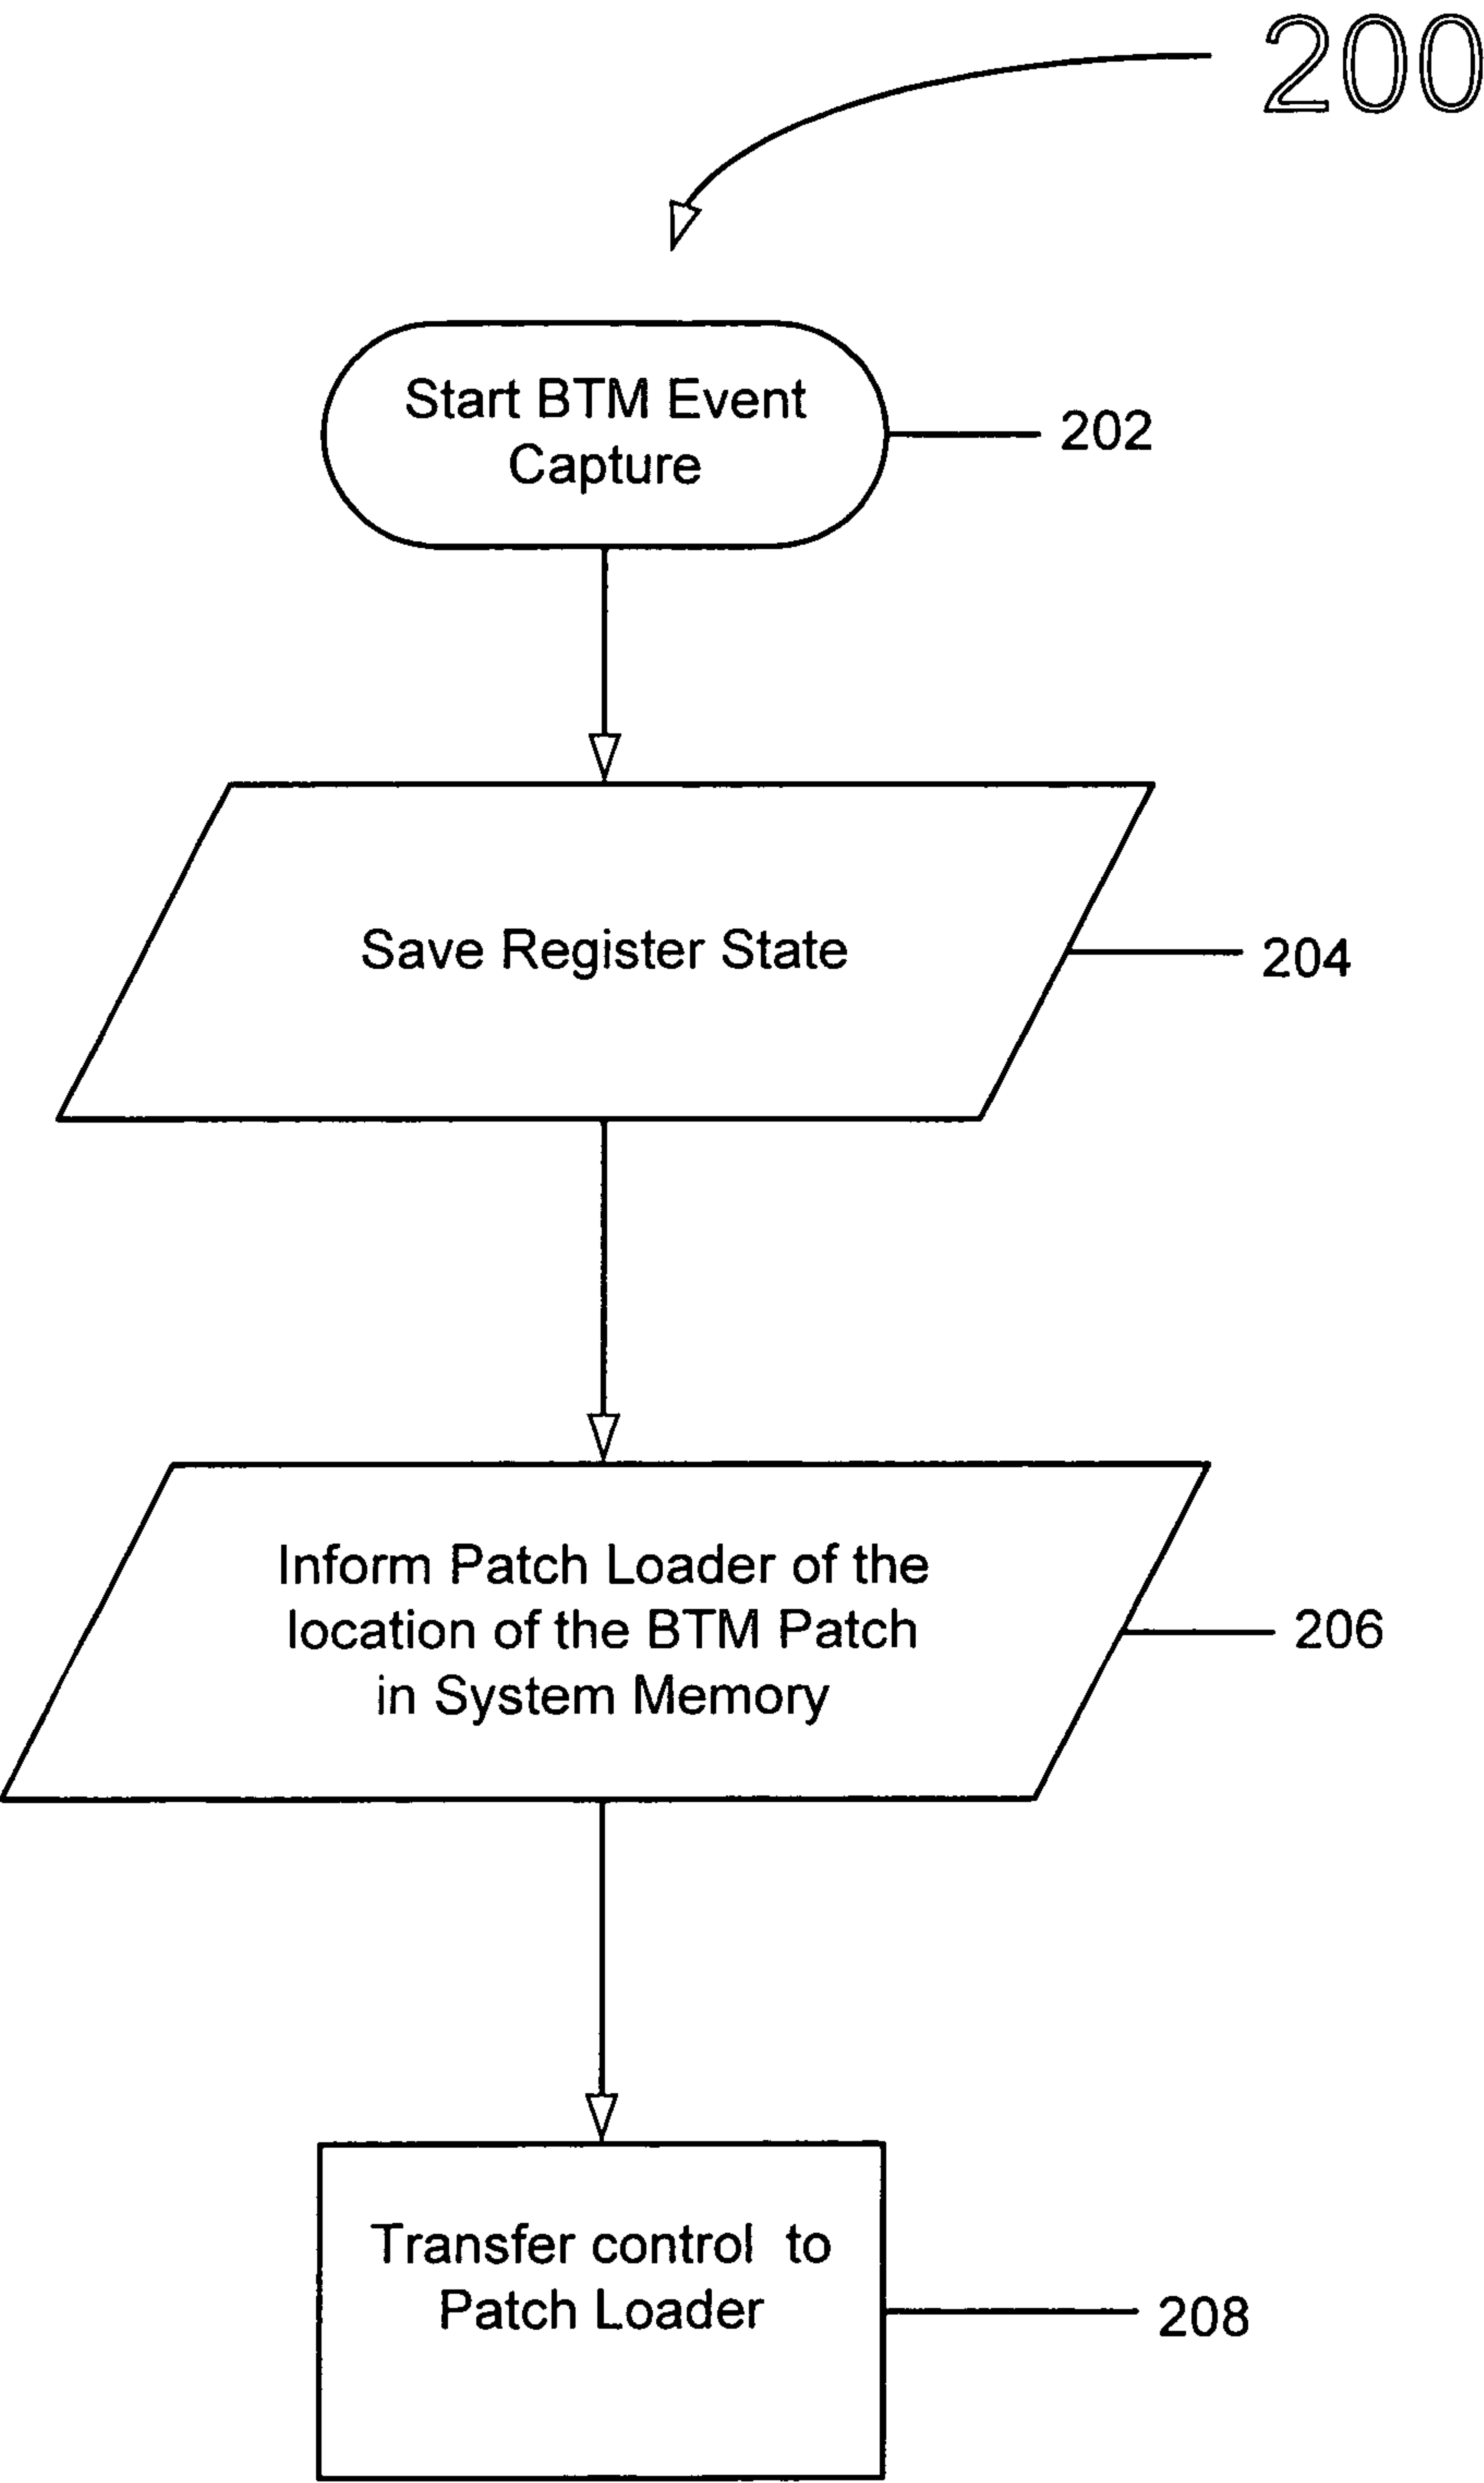 200
Start BTM Event
Capture
202
Save Register State
204
Inform Patch Loader of the
location of the BTM Patch
in System Memory
206
Transfer control to
Patch Loader
208